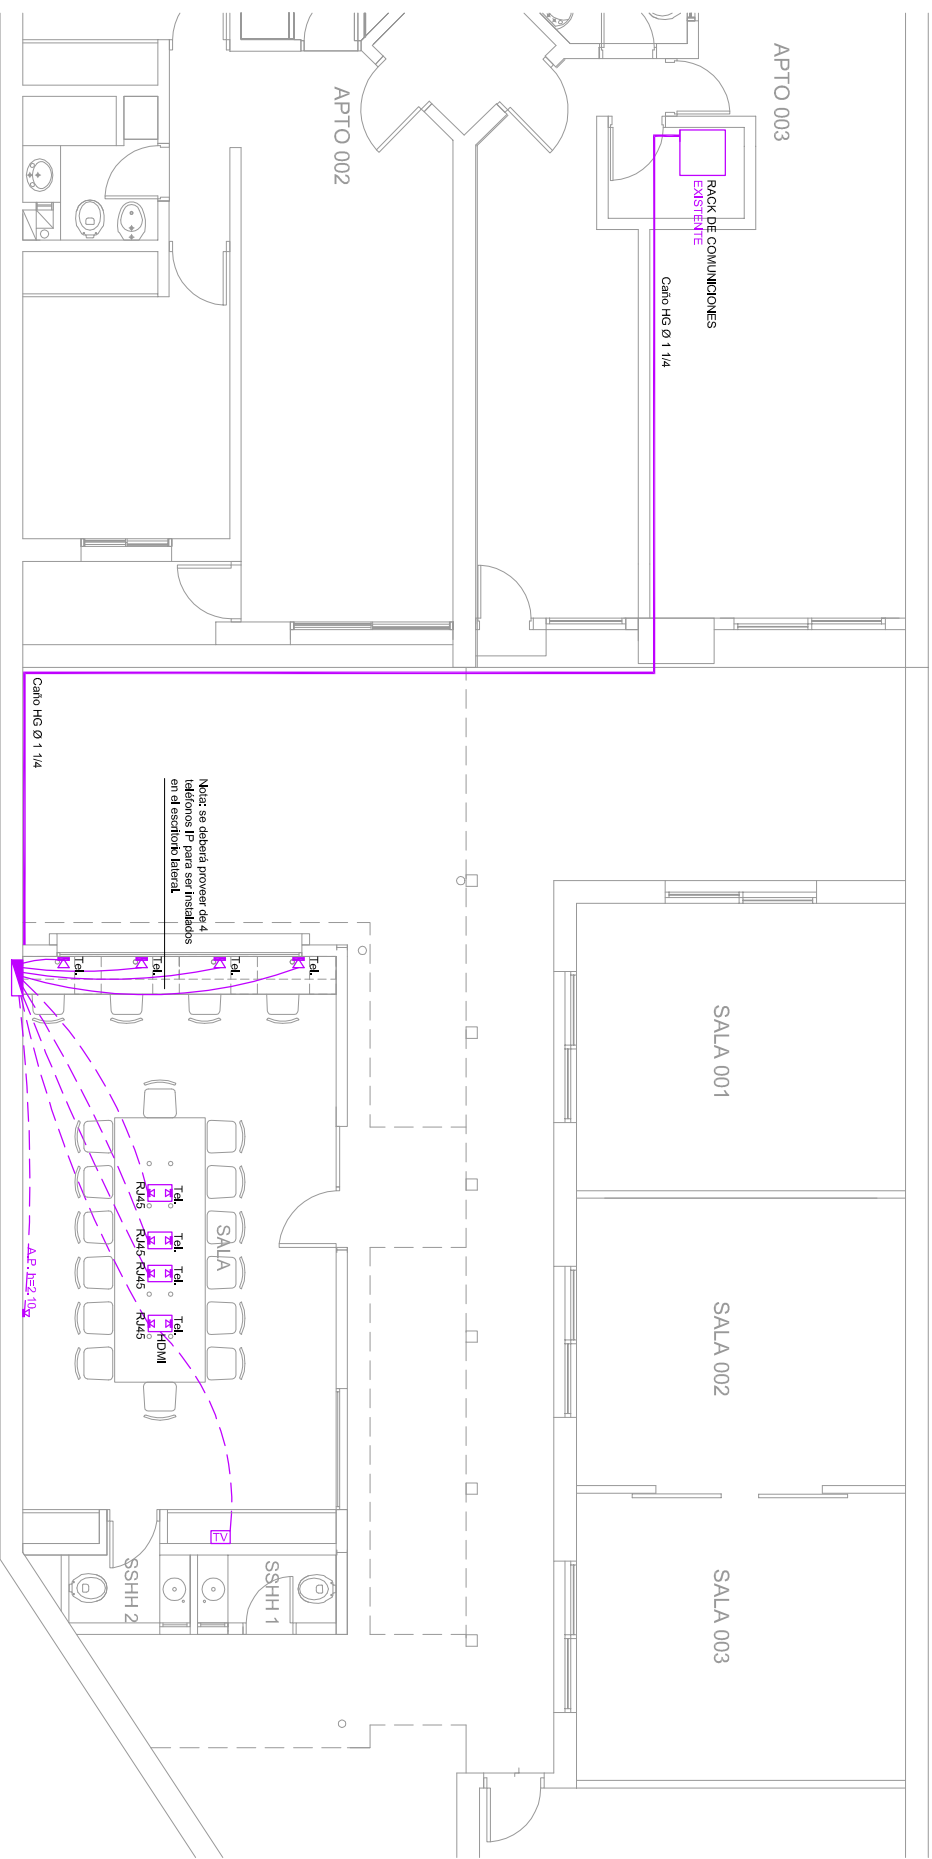 APTO 003
APTO 002
RACK DE COMUNICIONES
EXISTENTE
Caño HG Ø 1 1/4
Caño HG Ø 1 1/4
Nota: se deberá proveer de 4
teléfonos IP para ser instalados
en el escritorio lateral.
Tel.
Tel.
Tel.
Tel.
SALA 001
SALA 002
SALA 003
SALA
Tel.
RJ45
Tel.
RJ45
Tel.
RJ45
Tel.
RJ45
HDMI
A.P. h=2.10
TV
SSHH 1
SSHH 2